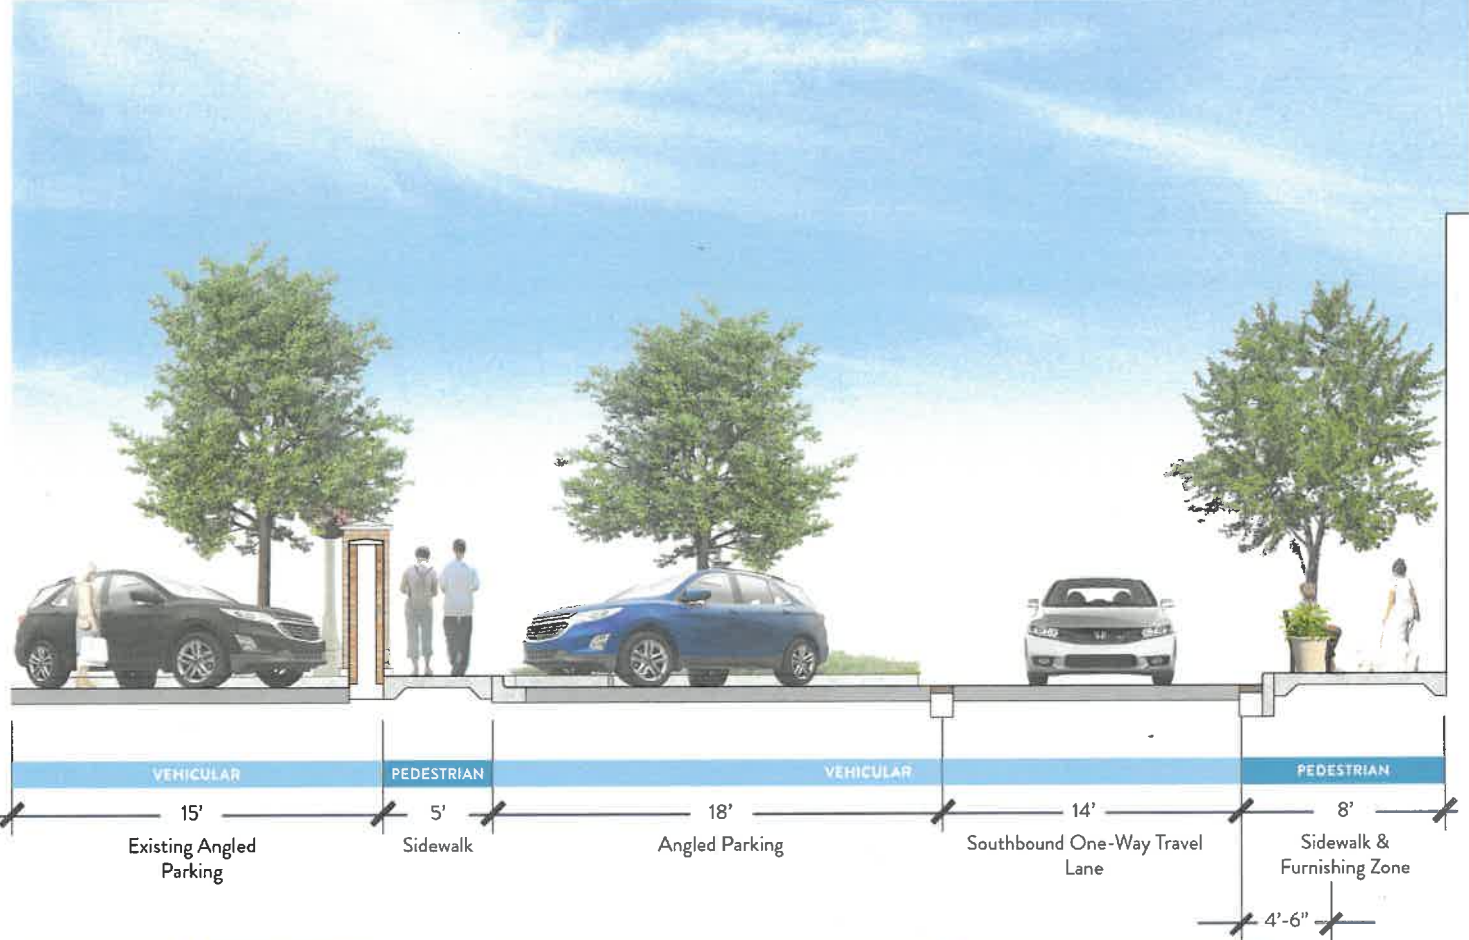 VEHICULAR
PEDESTRIAN
VEHICULAR
PEDESTRIAN
15'
5'
18'
14'
8'
Existing Angled
Parking
Sidewalk
Angled Parking
Southbound One-Way Travel
Lane
Sidewalk &
Furnishing Zone
4'-6"